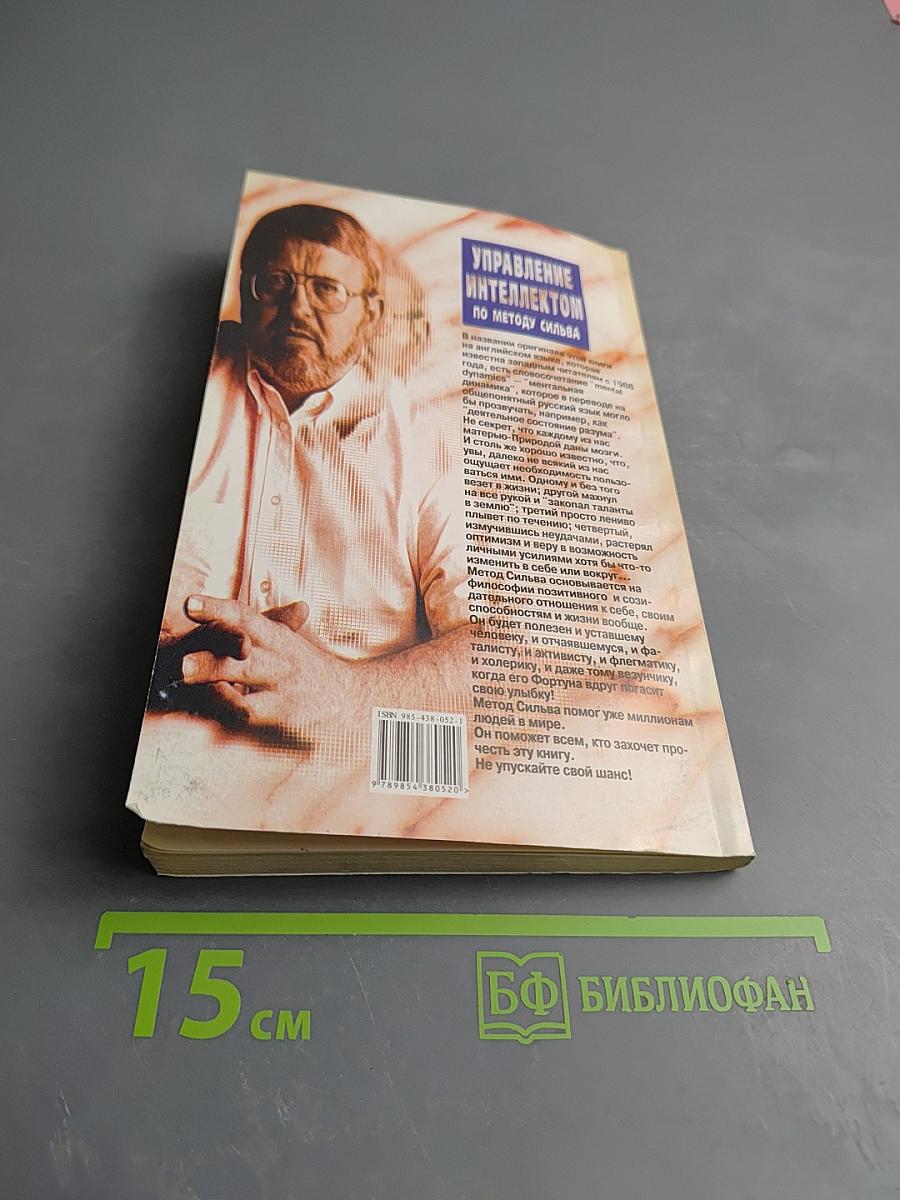 УПРАВЛЕНИЕ
ИНТЕЛЛЕКТОМ
ПО МЕТОДУ СИЛЬВА
В названии оригинала этой книги
на английском языке, которая
известна западным читателям с 1988
года, есть словосочетание "mental
dynamics" — "ментальная
динамика", которое в переводе на
общепонятный русский язык могло
бы прозвучать, например, как
"деятельное состояние разума".
Не секрет, что каждому из нас
матерью-Природой даны мозги.
И столь же хорошо известно, что,
увы, далеко не всякий из нас
ощущает необходимость пользо-
ваться ими. Одному и без того
везет в жизни; другой махнул
на все рукой и "закопал таланты
в землю"; третий просто лениво
плывет по течению; четвертый,
измучившись неудачами, растерял
оптимизм и веру в возможность
личными усилиями хотя бы что-то
изменить в себе или вокруг...
Метод Сильва основывается на
философии позитивного и сози-
дательного отношения к себе, своим
способностям и жизни вообще.
Он будет полезен и уставшему
человеку, и отчаявшемуся, и фа-
талисту, и активисту, и флегматику,
и холерику, и даже тому везунчику,
когда его Фортуна вдруг погасит
свою улыбку!
Метод Сильва помог уже миллионам
людей в мире.
Он поможет всем, кто захочет про-
честь эту книгу.
Не упускайте свой шанс!
ISBN 985-438-052-1
9 789854 380520 >
15 см
БФ БИБЛИОФАН